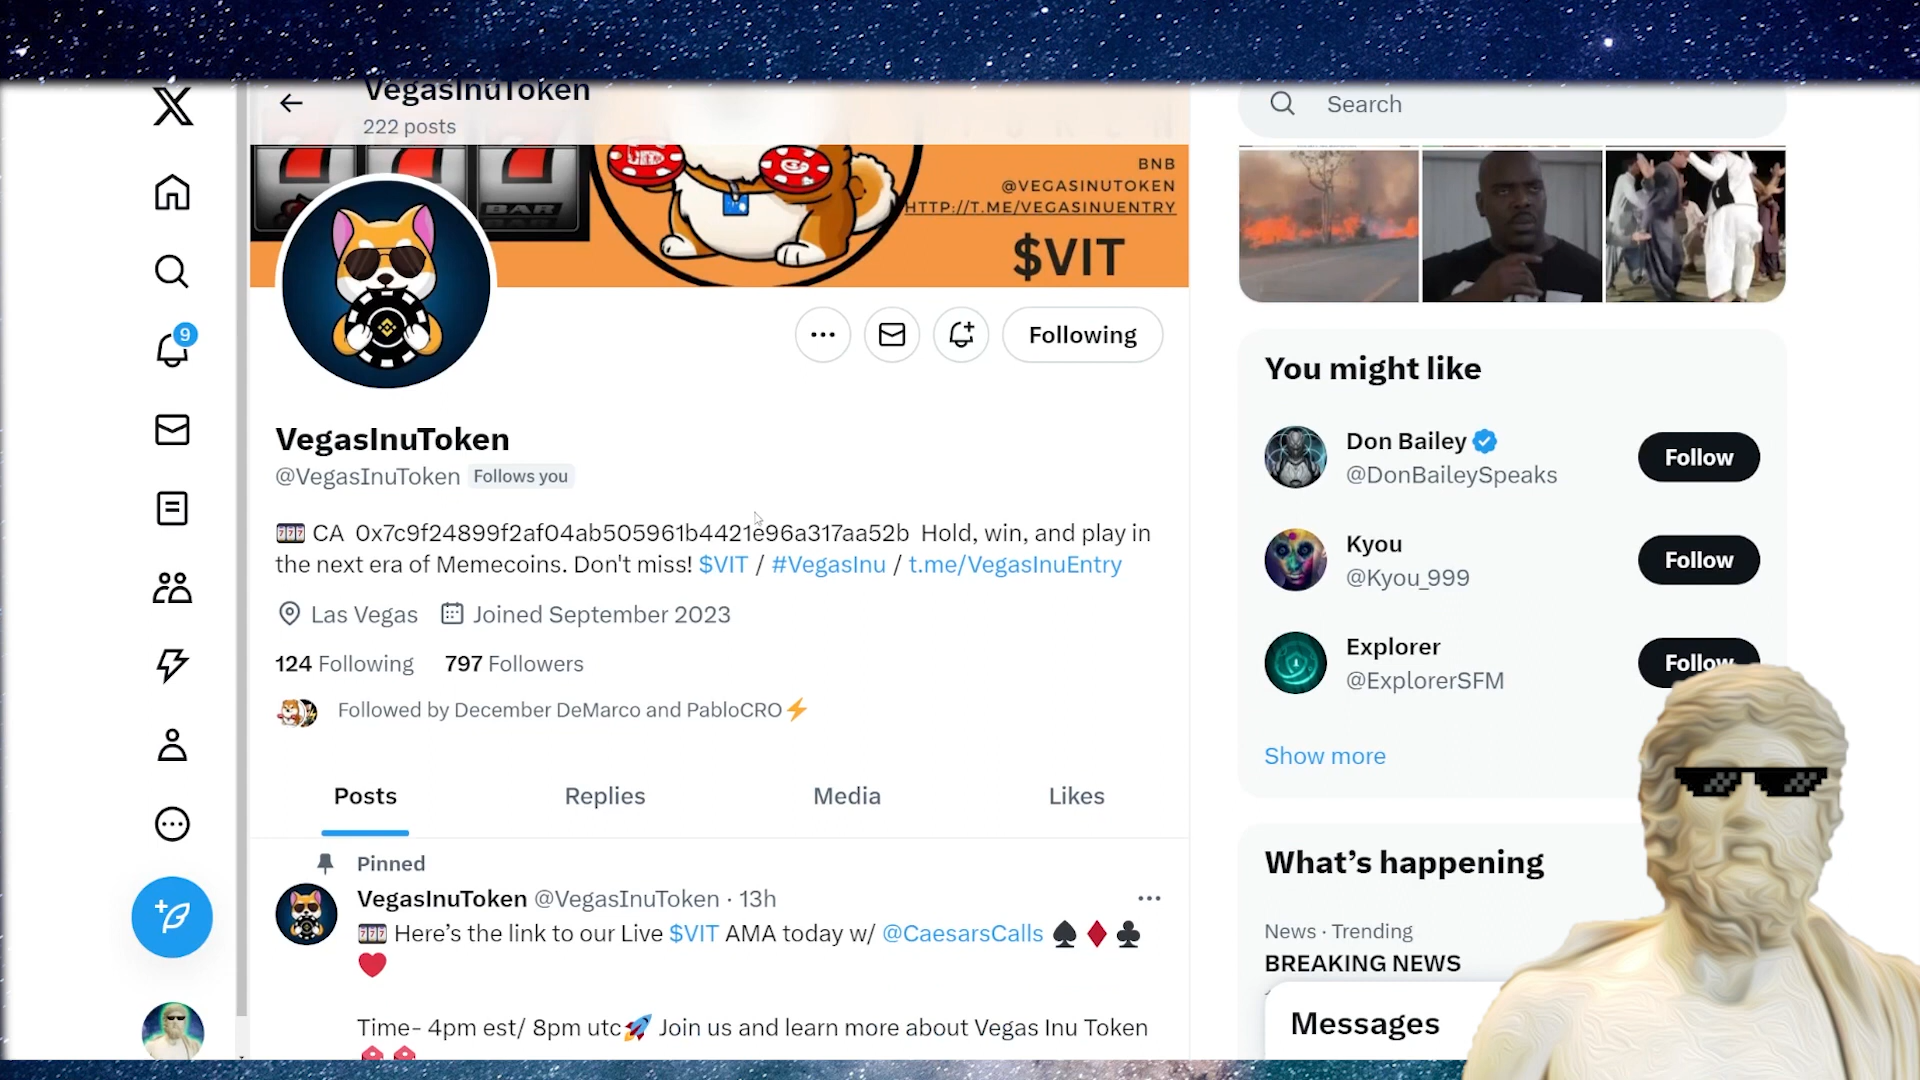 VegasInuToken
222 posts
Search
BAR
BNB
@VEGASINUTOKEN
HTTP://T.ME/VEGASINUENTRY
$VIT
9
Following
You might like
VegasInuToken
@VegasInuToken Follows you
Don Bailey
@DonBaileySpeaks
Follow
CA 0x7c9f24899f2af04ab505961b4421e96a317aa52b Hold, win, and play in
the next era of Memecoins. Don't miss! $VIT / #VegasInu / t.me/VegasInuEntry
Kyou
@Kyou_999
Follow
Las Vegas Joined September 2023
124 Following 797 Followers
Explorer
@ExplorerSFM
Follow
Followed by December DeMarco and PabloCRO⚡
Show more
Posts Replies Media Likes
Pinned
VegasInuToken @VegasInuToken · 13h
🎰 Here’s the link to our Live $VIT AMA today w/ @CaesarsCalls ♠️ ♦️ ♣️
❤️
Time- 4pm est/ 8pm utc🚀 Join us and learn more about Vegas Inu Token
What’s happening
News · Trending
BREAKING NEWS
Messages